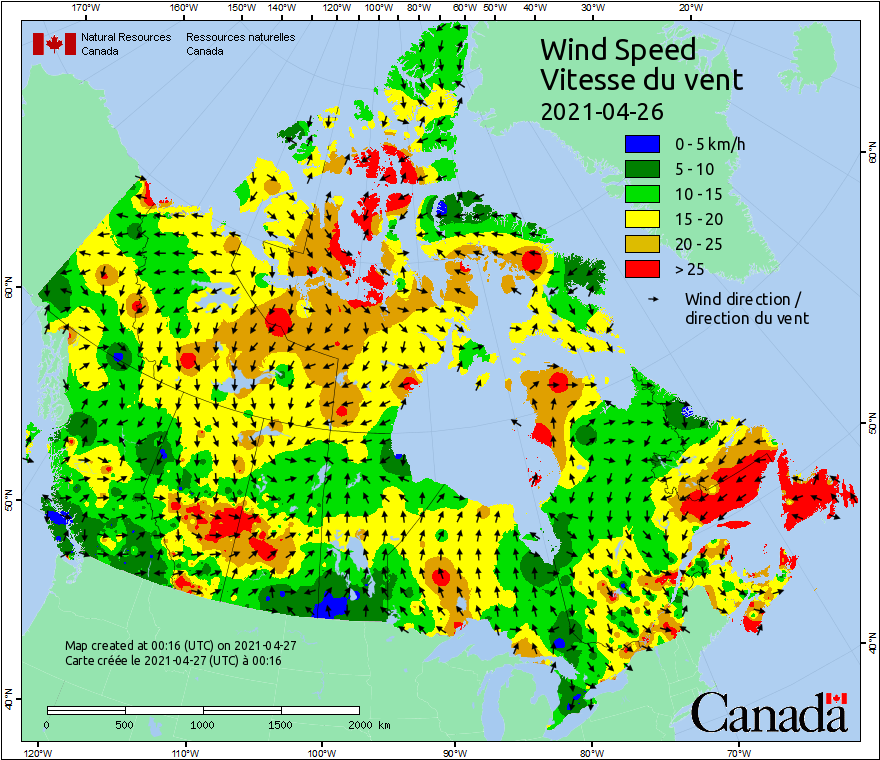 170°W 160°W 150°W 140°W 130°W 120°W 110°W 100°W 90°W 80°W 70°W 60°W 50°W 40°W 30°W 20°W
Natural Resources Canada
Ressources naturelles Canada
Wind Speed
Vitesse du vent
2021-04-26
0 - 5 km/h
5 - 10
10 - 15
15 - 20
20 - 25
> 25
Wind direction /
direction du vent
60°N
50°N
40°N
60°N
50°N
40°N
Map created at 00:16 (UTC) on 2021-04-27
Carte créée le 2021-04-27 (UTC) à 00:16
0 500 1000 1500 2000 km
Canada
120°W 110°W 100°W 90°W 80°W 70°W